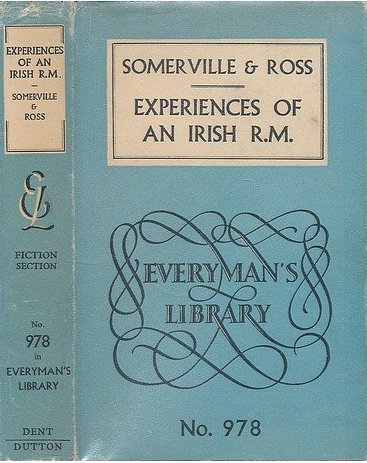 EXPERIENCES
OF AN
IRISH R.M.
SOMERVILLE
&
ROSS
EL
FICTION
SECTION
No.
978
in
EVERYMAN'S
LIBRARY
DENT
DUTTON
SOMERVILLE & ROSS
EXPERIENCES OF
AN IRISH R.M.
EVERYMAN'S
LIBRARY
No. 978